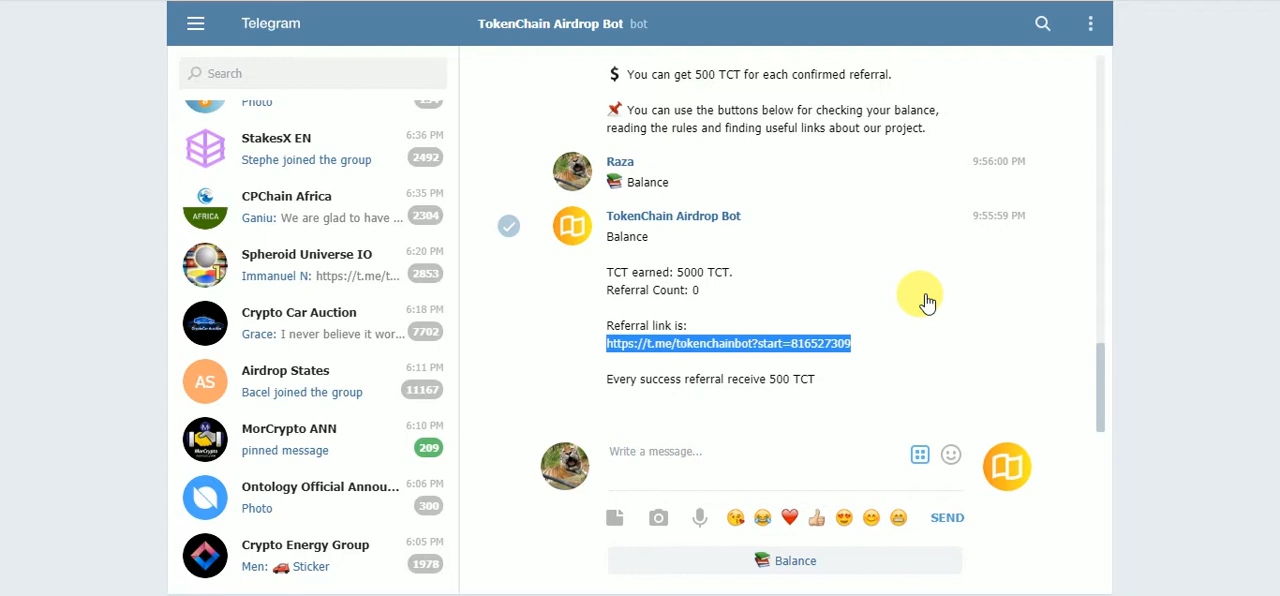 Telegram
TokenChain Airdrop Bot bot
Search
Photo
StakesX EN 6:36 PM
Stephe joined the group 2492
CPChain Africa 6:35 PM
AFRICA
Ganiu: We are glad to have ... 2304
Spheroid Universe IO 6:20 PM
Immanuel N: https://t.me/t... 2853
Crypto Car Auction 6:18 PM
Grace: I never believe it wor... 7702
Airdrop States 6:11 PM
AS
Bacel joined the group 11167
MorCrypto ANN 6:10 PM
pinned message 209
Ontology Official Annou... 6:06 PM
Photo 300
Crypto Energy Group 6:05 PM
Men: 🚗 Sticker 1978
$ You can get 500 TCT for each confirmed referral.
📌 You can use the buttons below for checking your balance,
reading the rules and finding useful links about our project.
Raza 9:56:00 PM
📚 Balance
TokenChain Airdrop Bot 9:55:59 PM
Balance
TCT earned: 5000 TCT.
Referral Count: 0
Referral link is:
https://t.me/tokenchainbot?start=816527309
Every success referral receive 500 TCT
Write a message...
😘 😂 ❤️ 👍 😍 😊 😁 SEND
📚 Balance